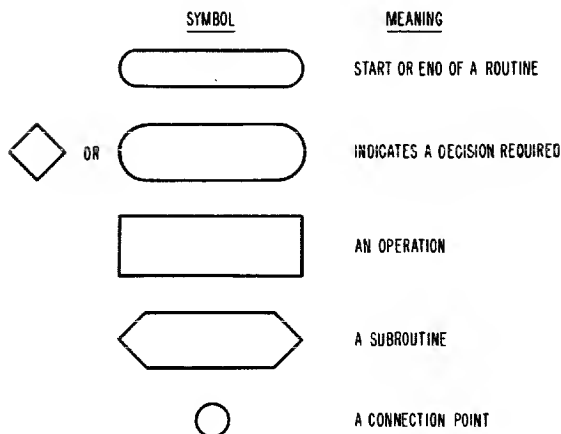 SYMBOL MEANING
START OR END OF A ROUTINE
OR INDICATES A DECISION REQUIRED
AN OPERATION
A SUBROUTINE
A CONNECTION POINT